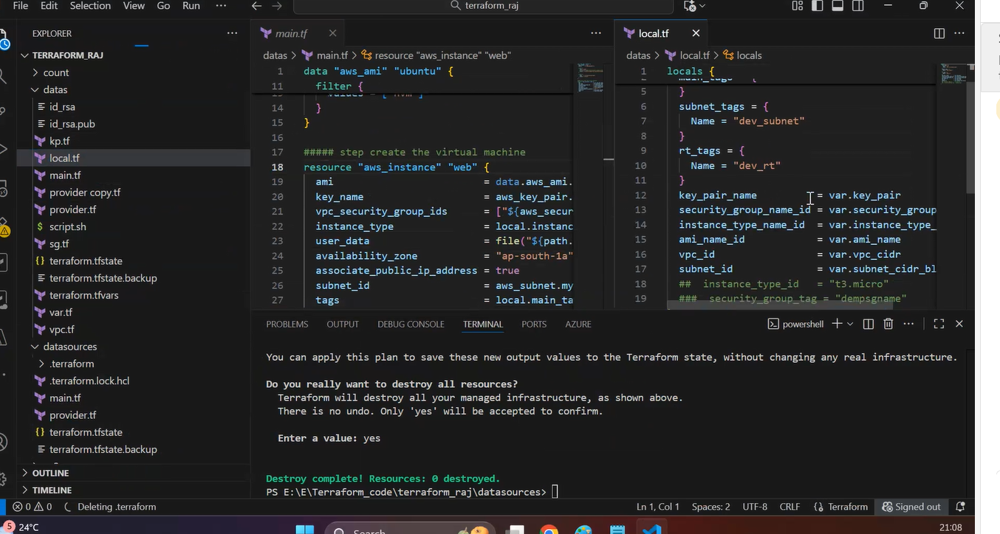 File Edit Selection View Go Run ···
terraform_raj
EXPLORER ···
TERRAFORM_RAJ
count
datas
id_rsa
id_rsa.pub
kp.tf
local.tf
main.tf
provider copy.tf
provider.tf
$ script.sh
sg.tf
{} terraform.tfstate
terraform.tfstate.backup
terraform.tfvars
var.tf
vpc.tf
datasources
.terraform
.terraform.lock.hcl
main.tf
provider.tf
{} terraform.tfstate
terraform.tfstate.backup
OUTLINE
TIMELINE
main.tf ···
datas > main.tf > resource "aws_instance" "web"
1 data "aws_ami" "ubuntu" {
11 filter {
14 }
15 }
16
17 ##### step create the virtual machine
18 resource "aws_instance" "web" {
19 ami = data.aws_ami.
20 key_name = aws_key_pair.
21 vpc_security_group_ids = ["${aws_secur
22 instance_type = local.instanc
23 user_data = file("${path.
24 availability_zone = "ap-south-1a"
25 associate_public_ip_address = true
26 subnet_id = aws_subnet.my
27 tags = local.main_ta
local.tf ···
datas > local.tf > locals
1 locals {
5 }
6 subnet_tags = {
7 Name = "dev_subnet"
8 }
9 rt_tags = {
10 Name = "dev_rt"
11 }
12 key_pair_name = var.key_pair
13 security_group_name_id = var.security_group
14 instance_type_name_id = var.instance_type_
15 ami_name_id = var.ami_name
16 vpc_id = var.vpc_cidr
17 subnet_id = var.subnet_cidr_bl
18 ## instance_type_id = "t3.micro"
19 ### security_group_tag = "dempsgname"
PROBLEMS OUTPUT DEBUG CONSOLE TERMINAL PORTS AZURE powershell ···
You can apply this plan to save these new output values to the Terraform state, without changing any real infrastructure.
Do you really want to destroy all resources?
Terraform will destroy all your managed infrastructure, as shown above.
There is no undo. Only 'yes' will be accepted to confirm.
Enter a value: yes
Destroy complete! Resources: 0 destroyed.
PS E:\E\Terraform_code\terraform_raj\datasources>
0 0 Deleting .terraform
Ln 1, Col 1 Spaces: 2 UTF-8 CRLF {} Terraform Signed out
5 24°C
Search
21:08